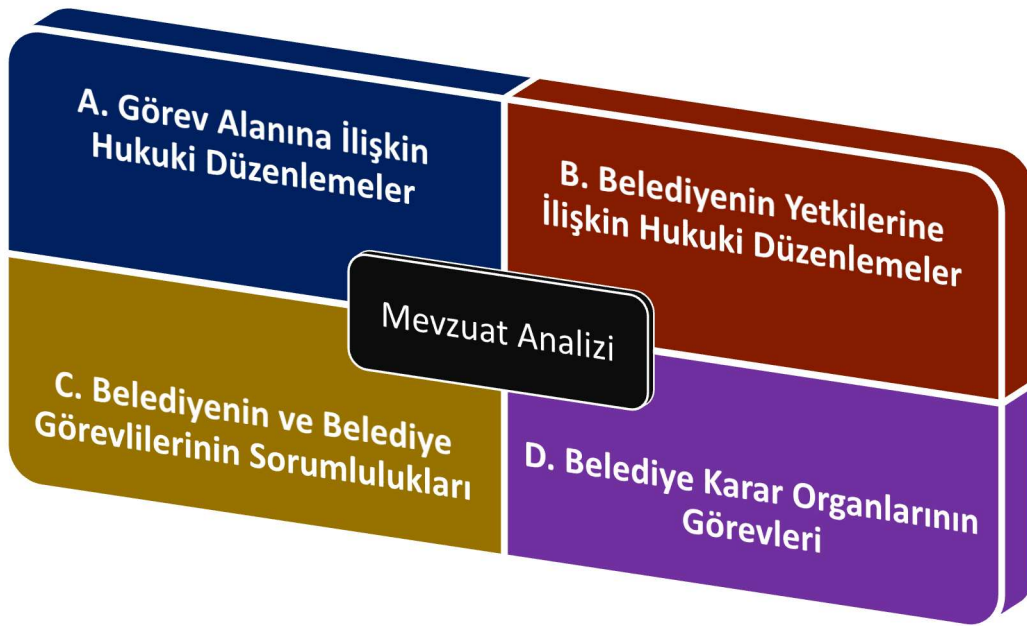 A. Görev Alanına İlişkin
Hukuki Düzenlemeler
B. Belediyenin Yetkilerine
İlişkin Hukuki Düzenlemeler
Mevzuat Analizi
C. Belediyenin ve Belediye
Görevlilerinin Sorumlulukları
D. Belediye Karar Organlarının
Görevleri